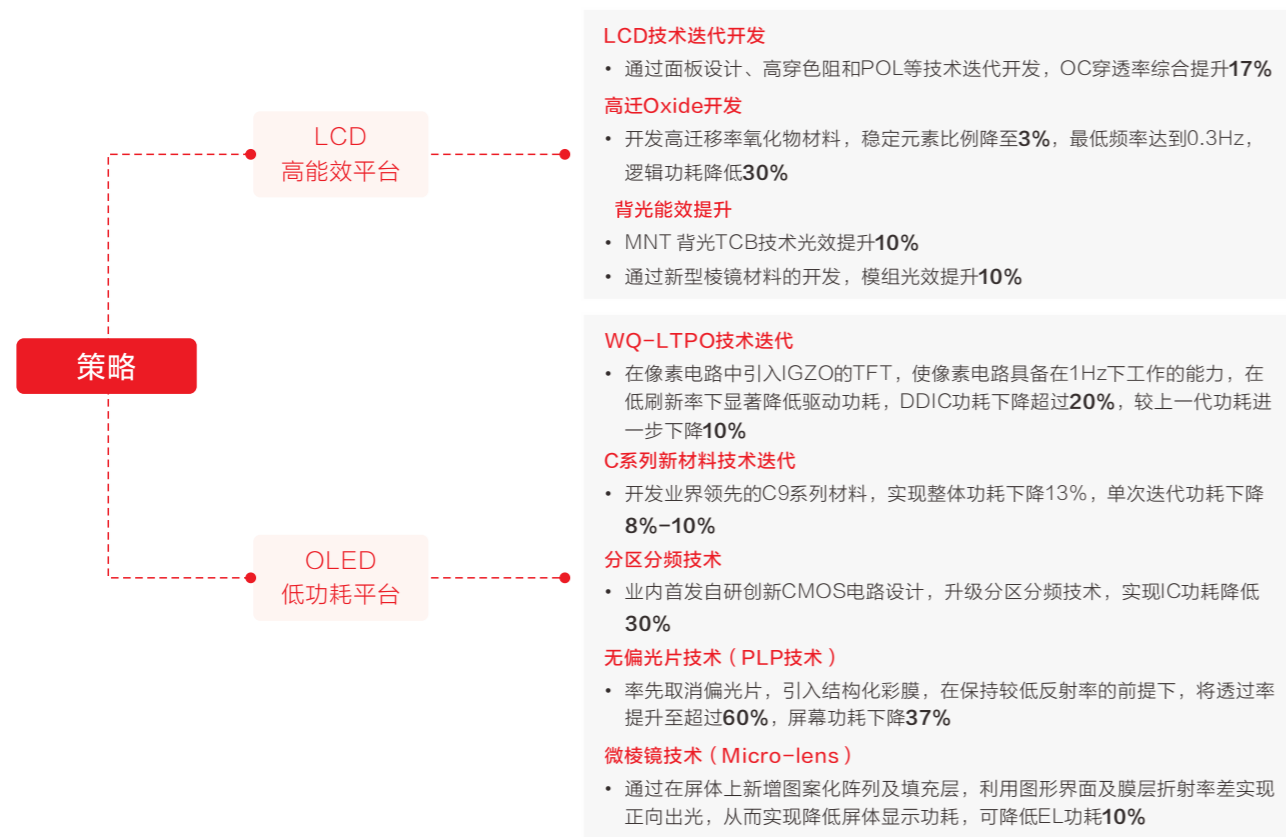 策略
LCD
高能效平台
LCD技术迭代开发
• 通过面板设计、高穿色阻和POL等技术迭代开发，OC穿透率综合提升17%
高迁Oxide开发
• 开发高迁移率氧化物材料，稳定元素比例降至3%，最低频率达到0.3Hz，
逻辑功耗降低30%
背光能效提升
• MNT 背光TCB技术光效提升10%
• 通过新型棱镜材料的开发，模组光效提升10%
OLED
低功耗平台
WQ-LTPO技术迭代
• 在像素电路中引入IGZO的TFT，使像素电路具备在1Hz下工作的能力，在
低刷新率下显著降低驱动功耗，DDIC功耗下降超过20%，较上一代功耗进
一步下降10%
C系列新材料技术迭代
• 开发业界领先的C9系列材料，实现整体功耗下降13%，单次迭代功耗下降
8%-10%
分区分频技术
• 业内首发自研创新CMOS电路设计，升级分区分频技术，实现IC功耗降低
30%
无偏光片技术（PLP技术）
• 率先取消偏光片，引入结构化彩膜，在保持较低反射率的前提下，将透过率
提升至超过60%，屏幕功耗下降37%
微棱镜技术（Micro-lens）
• 通过在屏体上新增图案化阵列及填充层，利用图形界面及膜层折射率差实现
正向出光，从而实现降低屏体显示功耗，可降低EL功耗10%